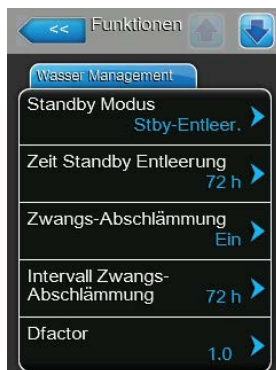 << Funktionen
Wasser Management
Standby Modus
Stby-Entleer.
Zeit Standby Entleerung
72 h
Zwangs-Abschlämmung
Ein
Intervall Zwangs-
Abschlämmung 72 h
Dfactor
1.0